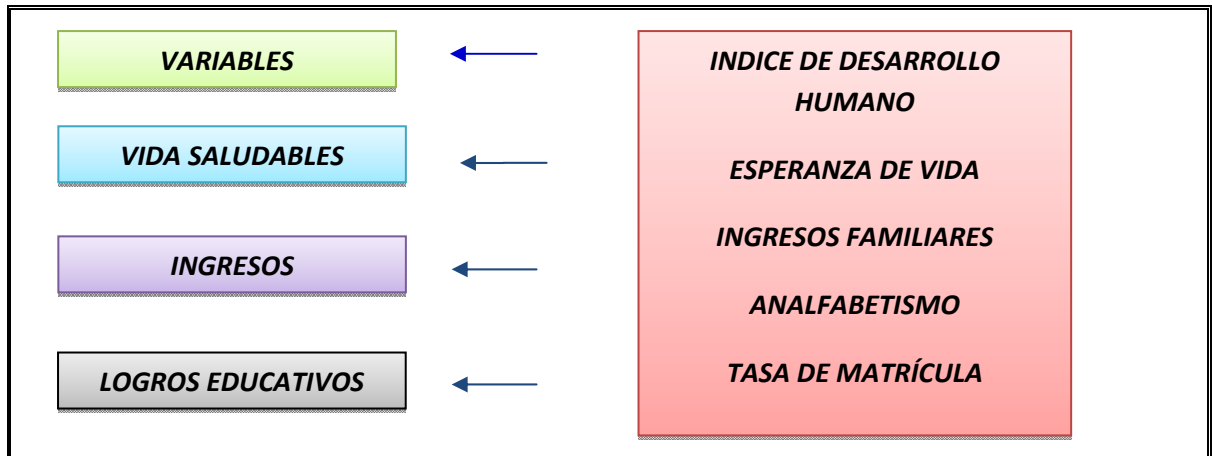 VARIABLES
VIDA SALUDABLES
INGRESOS
LOGROS EDUCATIVOS
INDICE DE DESARROLLO
HUMANO
ESPERANZA DE VIDA
INGRESOS FAMILIARES
ANALFABETISMO
TASA DE MATRÍCULA